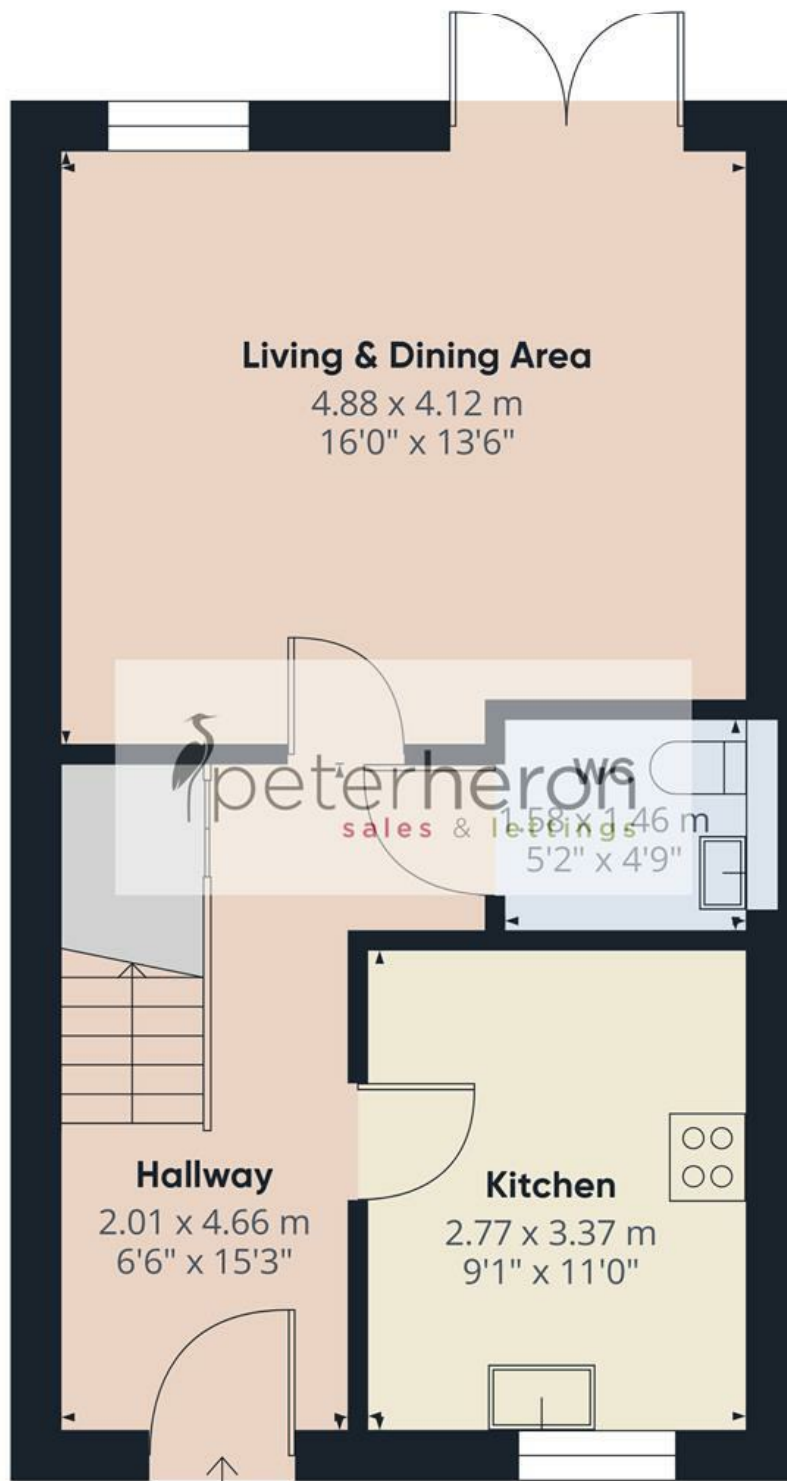 Living & Dining Area
4.88 x 4.12 m
16'0" x 13'6"
peterheron
sales & lettings
WC
1.58 x 1.46 m
5'2" x 4'9"
Hallway
2.01 x 4.66 m
6'6" x 15'3"
Kitchen
2.77 x 3.37 m
9'1" x 11'0"